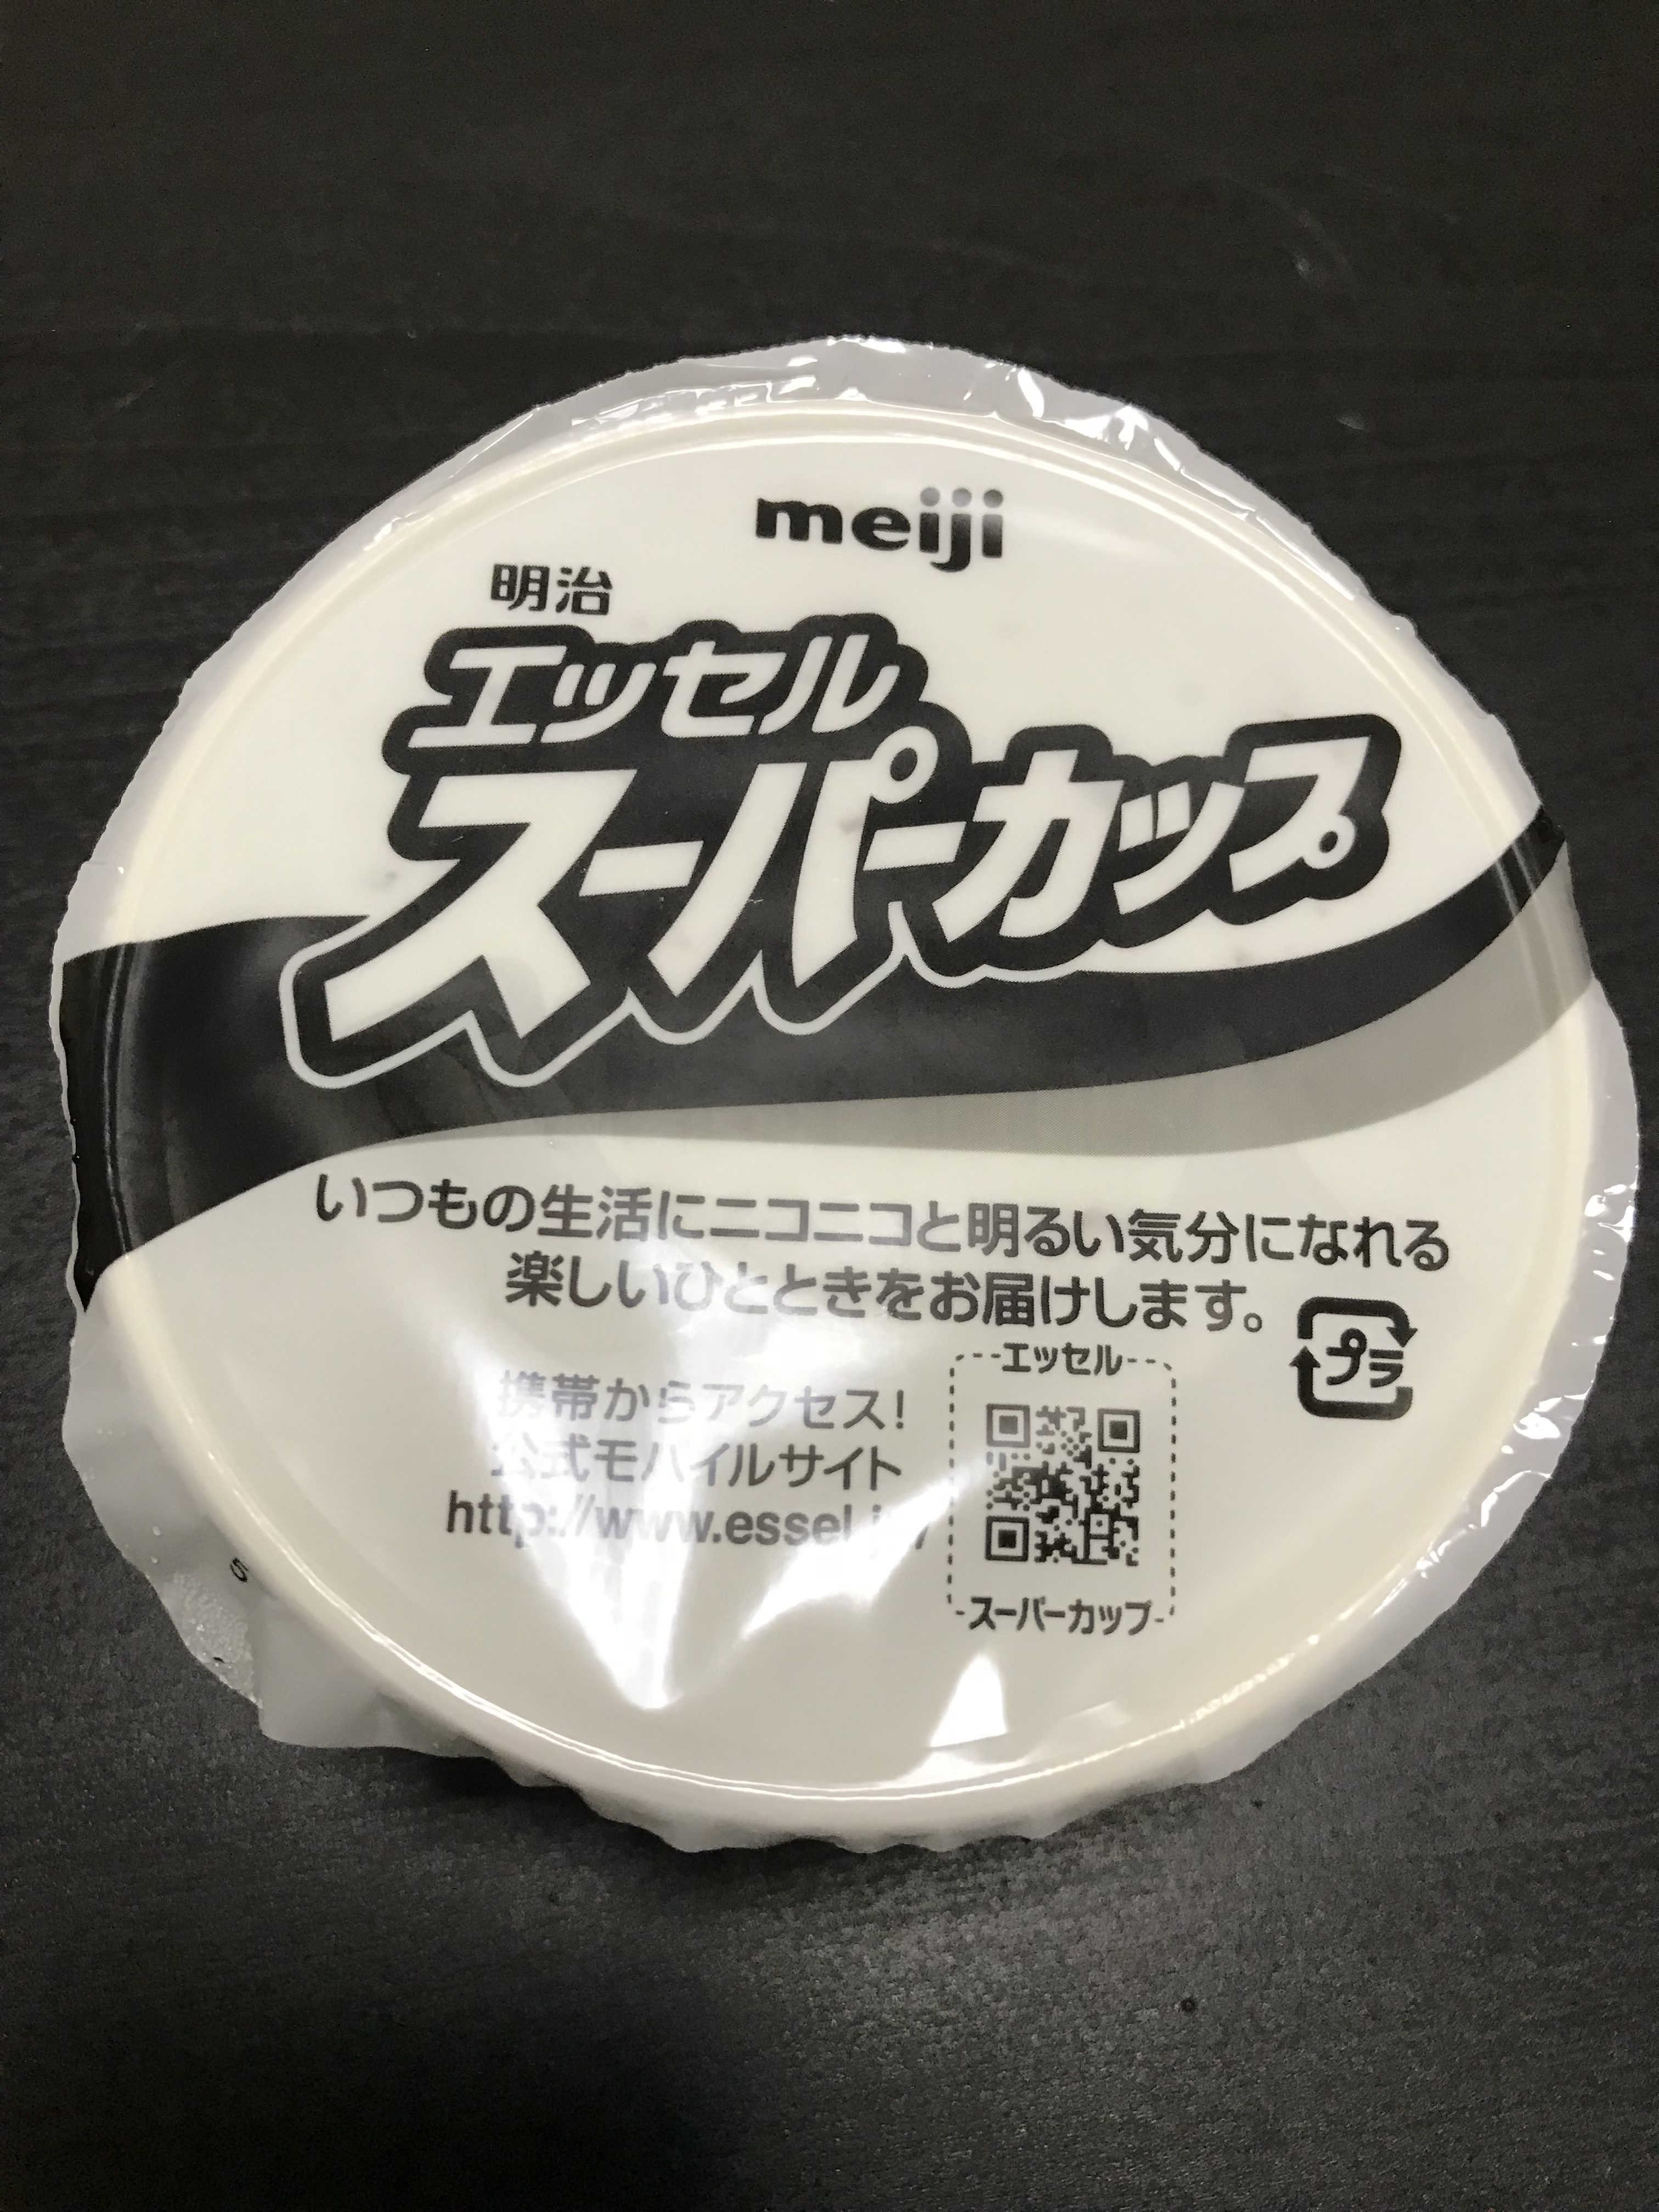 meiji
明治
エッセル
スーパーカップ
いつもの生活にニコニコと明るい気分になれる
楽しいひとときをお届けします。
プラ
エッセル
携帯からアクセス!
公式モバイルサイト
http://www.essel.jp/
スーパーカップ